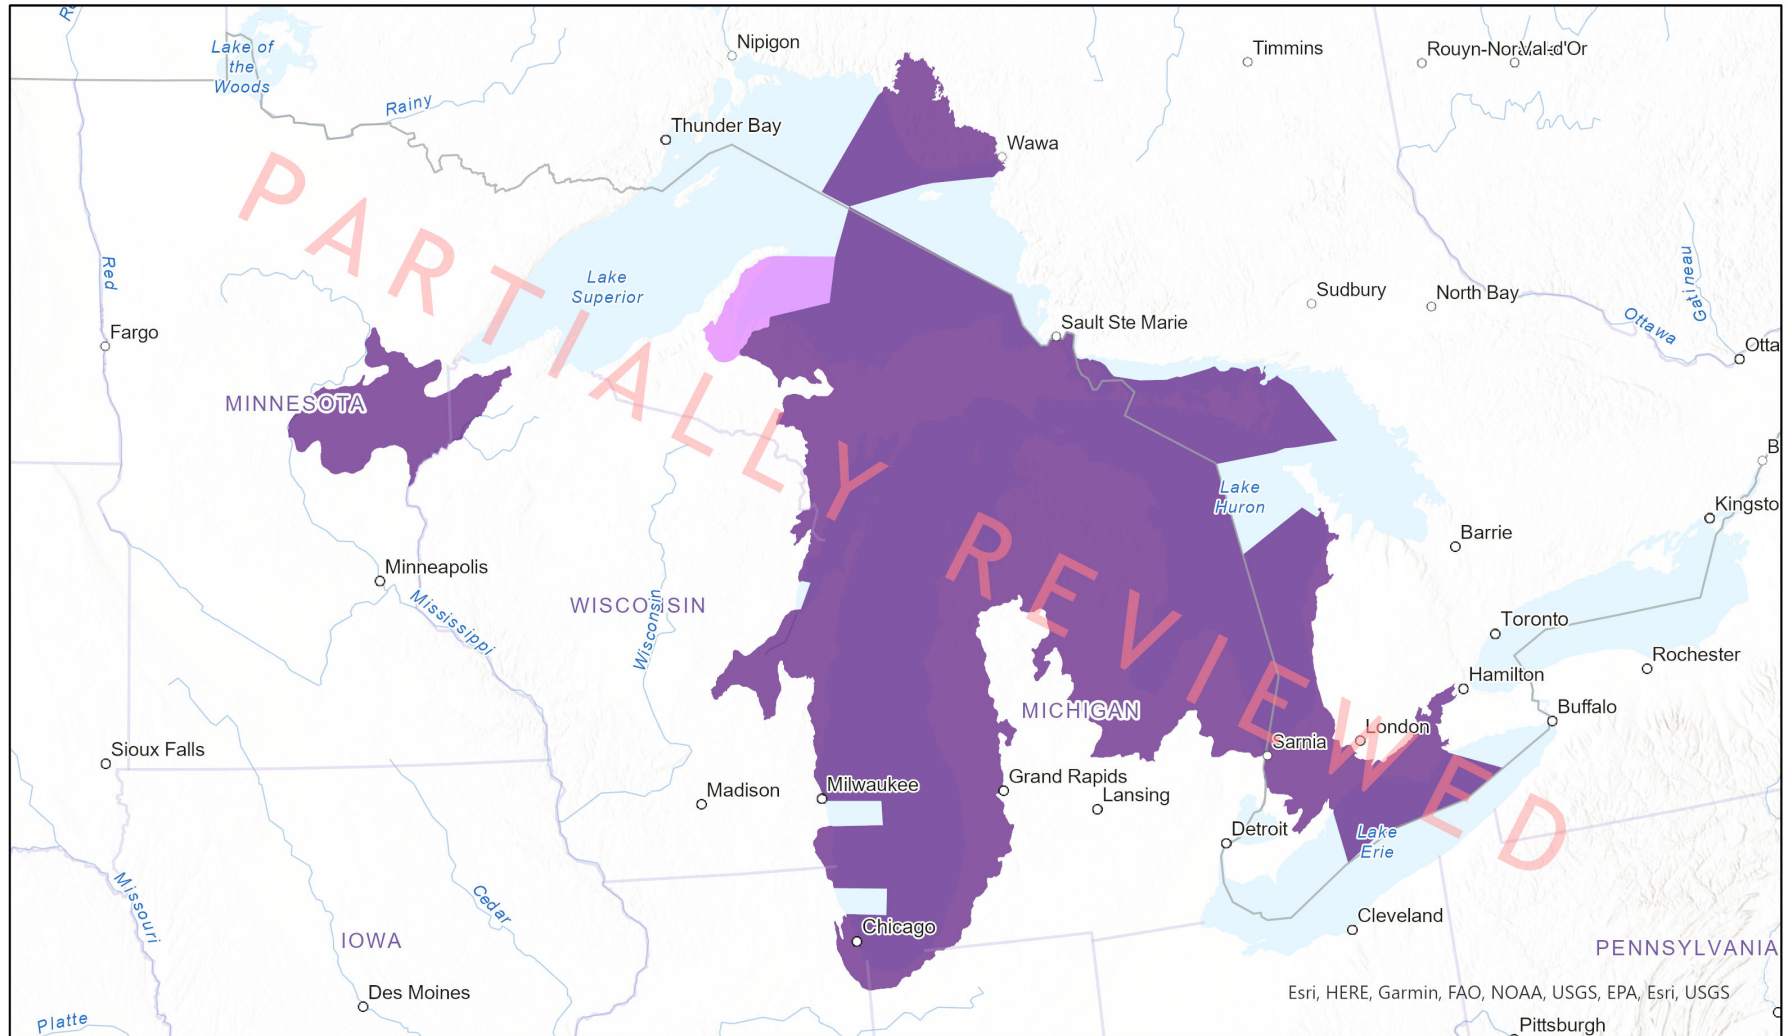 Lake of
the
Woods
Nipigon
Timmins
Rouyn-Nor
Val-d'Or
Rainy
Thunder Bay
Wawa
PARTIALLY REVIEWED
Red
Lake
Superior
Sudbury
North Bay
Ottawa
Gatineau
Fargo
Sault Ste Marie
Otta
MINNESOTA
B
Lake
Huron
Kingsto
Barrie
Minneapolis
Mississippi
WISCONSIN
Wisconsin
Toronto
Rochester
Hamilton
MICHIGAN
Buffalo
London
Sarnia
Sioux Falls
Madison
Milwaukee
Grand Rapids
Lansing
Detroit
Lake
Erie
Missouri
Cedar
Chicago
Cleveland
IOWA
PENNSYLVANIA
Des Moines
Esri, HERE, Garmin, FAO, NOAA, USGS, EPA, Esri, USGS
Platte
Pittsburgh